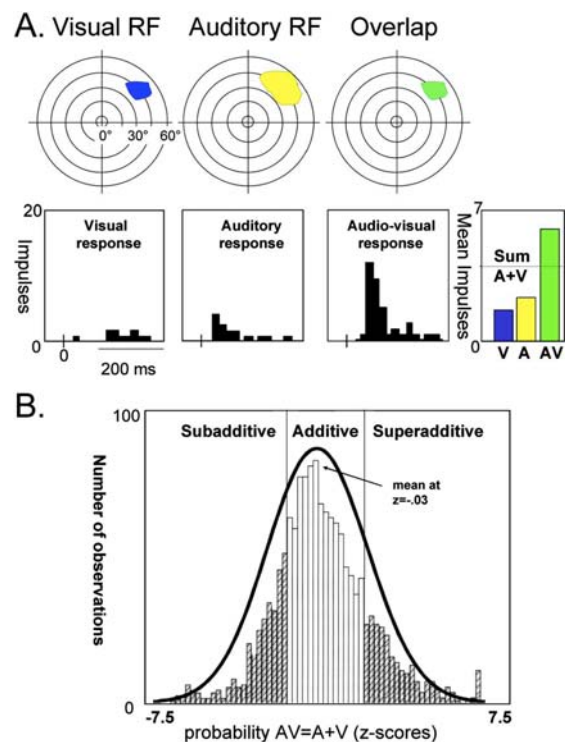 A. Visual RF Auditory RF Overlap
0° 30° 60°
20
Impulses
0
Visual
response
0
200 ms
Auditory
response
Audio-visual
response
7
Mean Impulses
0
Sum
A+V
V A AV
B.
100
Number of observations
0
Subadditive Additive Superadditive
mean at
z=-.03
-7.5 7.5
probability AV=A+V (z-scores)